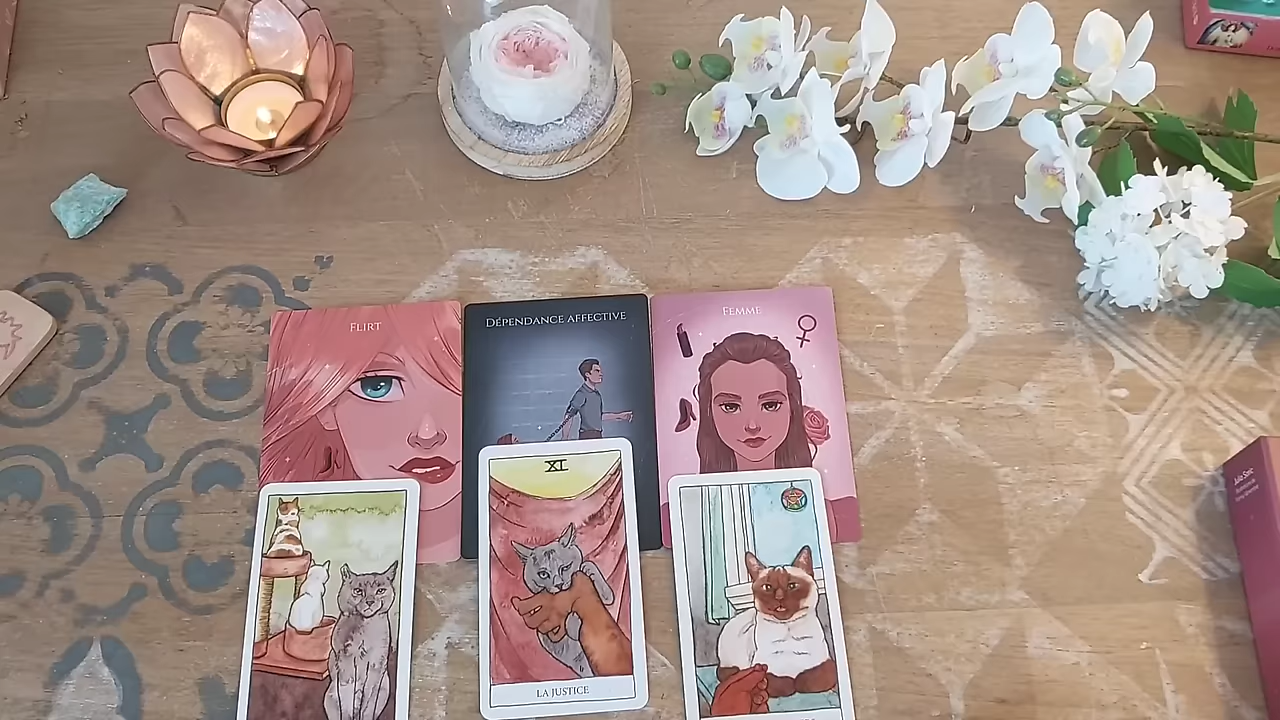 FLIRT
DÉPENDANCE AFFECTIVE
FEMME
XI
LA JUSTICE